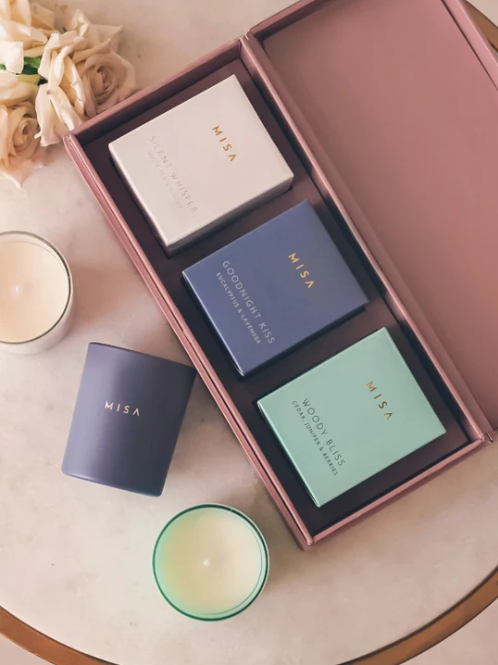 MISA
SILENT WHISPER
MISA
GOODNIGHT KISS
EUCALYPTUS & LAVENDER
MISA
WOODY BLISS
CEDAR, JUNIPER & BERRIES
MISA